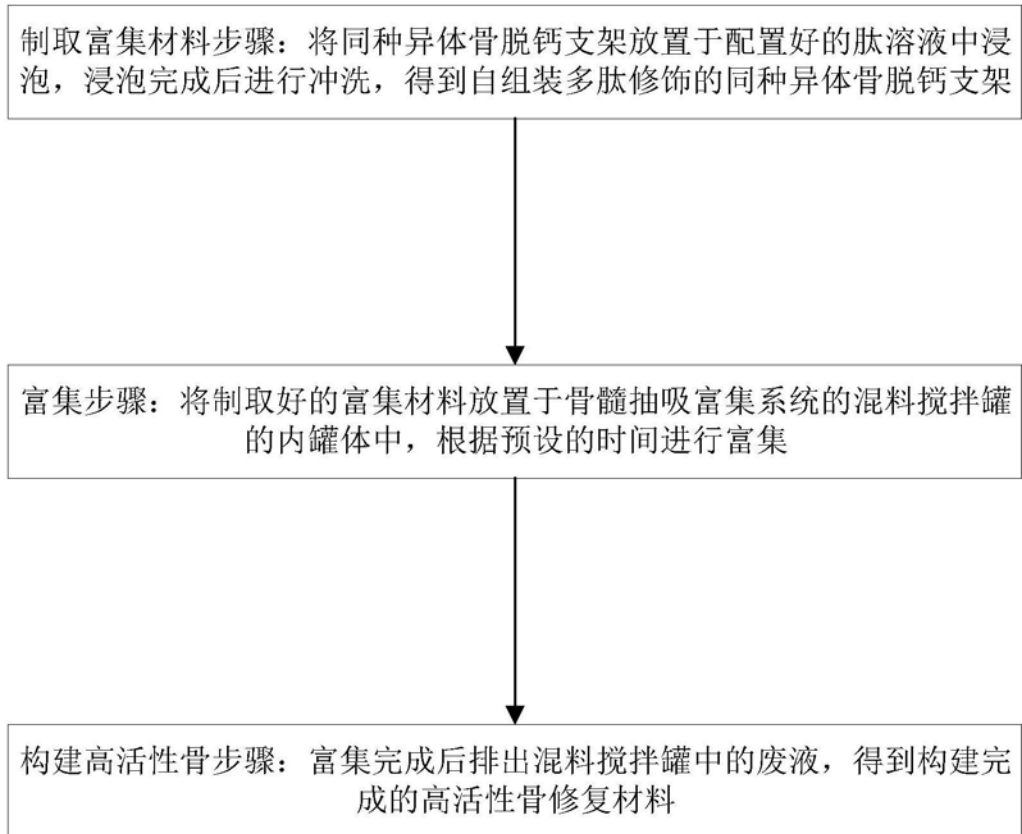 制取富集材料步骤：将同种异体骨脱钙支架放置于配置好的肽溶液中浸
泡，浸泡完成后进行冲洗，得到自组装多肽修饰的同种异体骨脱钙支架
富集步骤：将制取好的富集材料放置于骨髓抽吸富集系统的混料搅拌罐
的内罐体中，根据预设的时间进行富集
构建高活性骨步骤：富集完成后排出混料搅拌罐中的废液，得到构建完
成的高活性骨修复材料